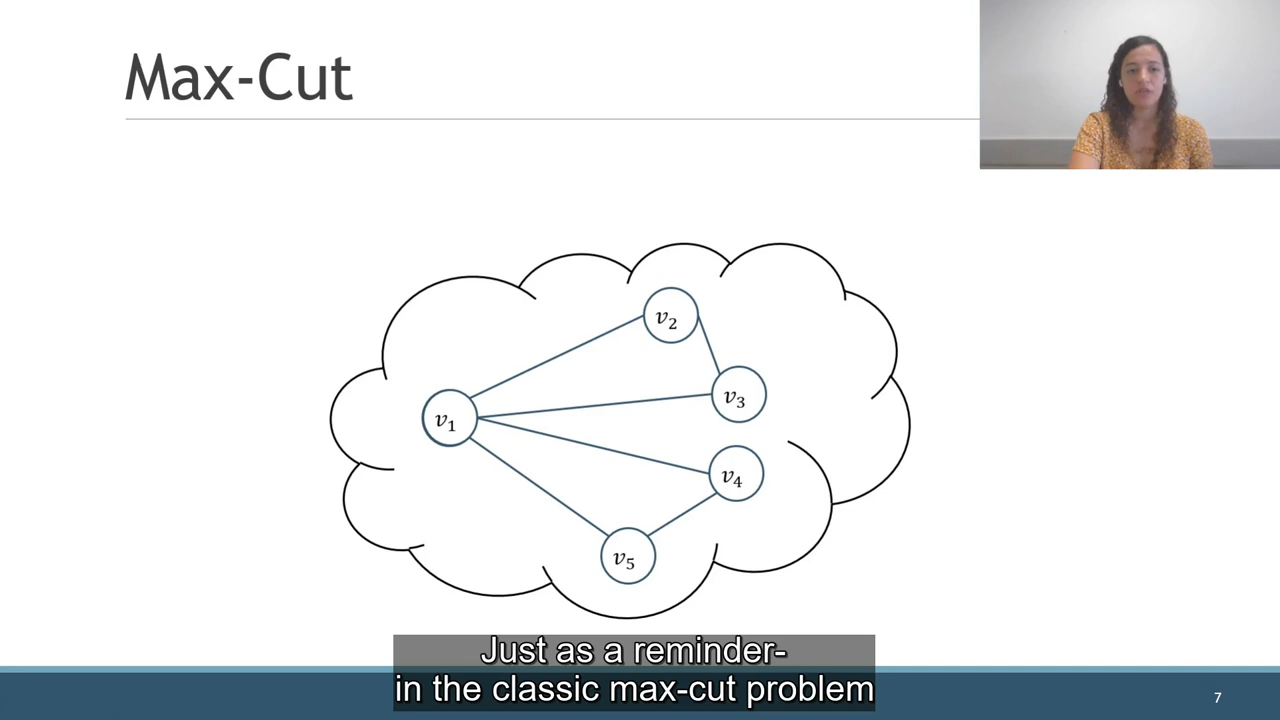 Max-Cut
v₂
v₃
v₁
v₄
v₅
Just as a reminder-
in the classic max-cut problem
7